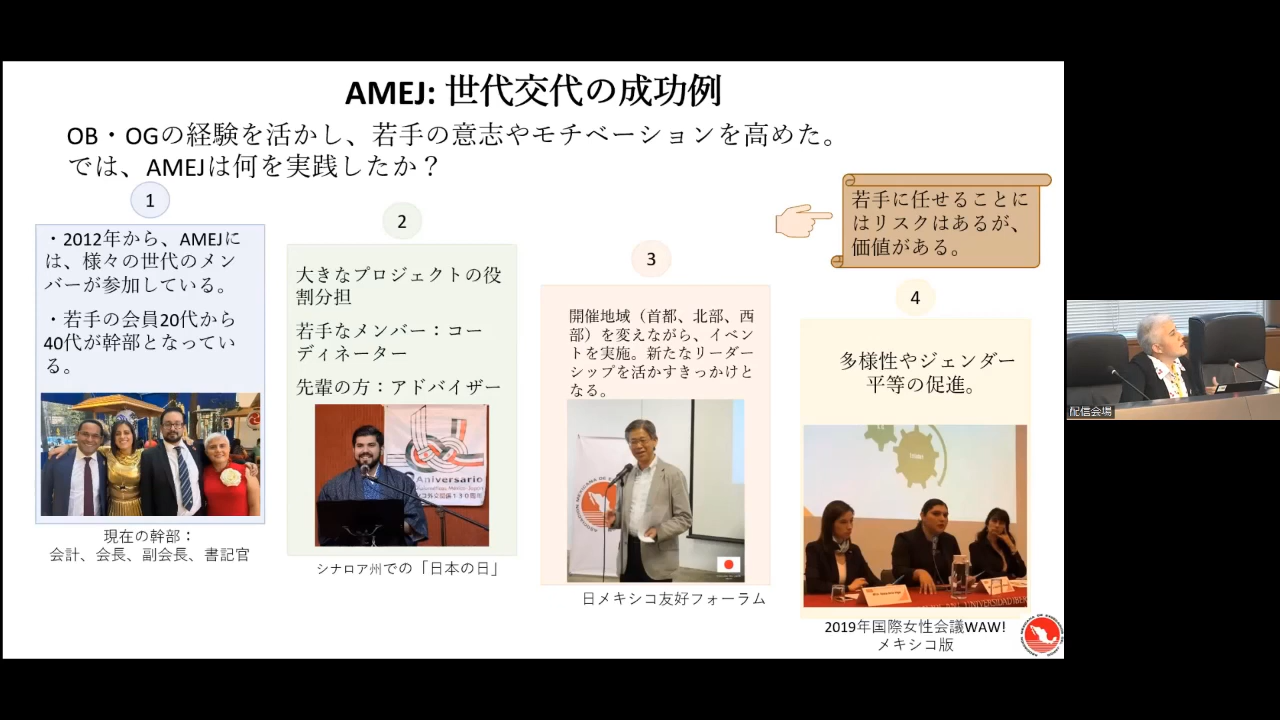 AMEJ: 世代交代の成功例
OB・OGの経験を活かし、若手の意志やモチベーションを高めた。
では、AMEJは何を実践したか？
1
・2012年から、AMEJに
は、様々の世代のメン
バーが参加している。
・若手の会員20代から
40代が幹部となってい
る。
現在の幹部：
会計、会長、副会長、書記官
2
大きなプロジェクトの役
割分担
若手なメンバー：コー
ディネーター
先輩の方：アドバイザー
Aniversario
シナロア州での「日本の日」
3
開催地域（首都、北部、西
部）を変えながら、イベン
トを実施。新たなリーダー
シップを活かすきっかけと
なる。
日メキシコ友好フォーラム
若手に任せることに
はリスクはあるが、
価値がある。
4
多様性やジェンダー
平等の促進。
2019年国際女性会議WAW!
メキシコ版
配信会場